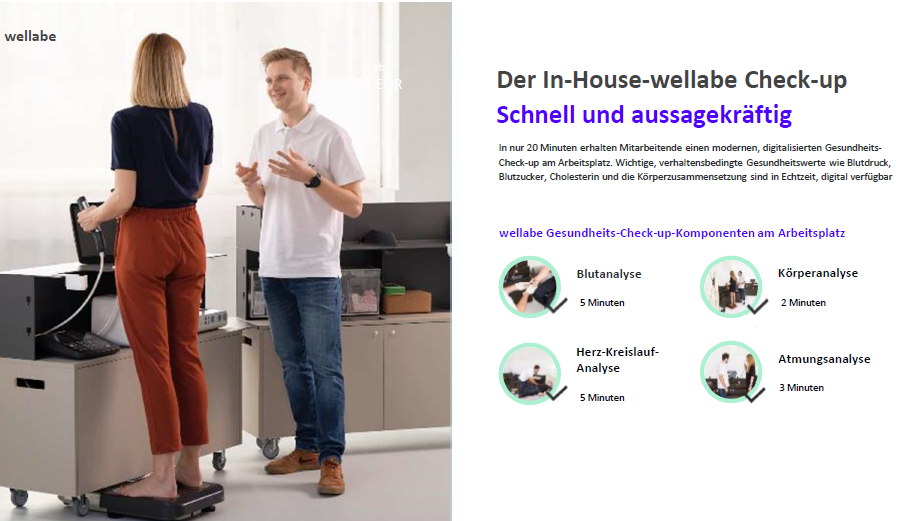 wellabe
Der In-House-wellabe Check-up
Schnell und aussagekräftig
In nur 20 Minuten erhalten Mitarbeitende einen modernen, digitalisierten Gesundheits-
Check-up am Arbeitsplatz. Wichtige, verhaltensbedingte Gesundheitswerte wie Blutdruck,
Blutzucker, Cholesterin und die Körperzusammensetzung sind in Echtzeit, digital verfügbar
wellabe Gesundheits-Check-up-Komponenten am Arbeitsplatz
Blutanalyse
5 Minuten
Körperanalyse
2 Minuten
Herz-Kreislauf-
Analyse
5 Minuten
Atmungsanalyse
3 Minuten